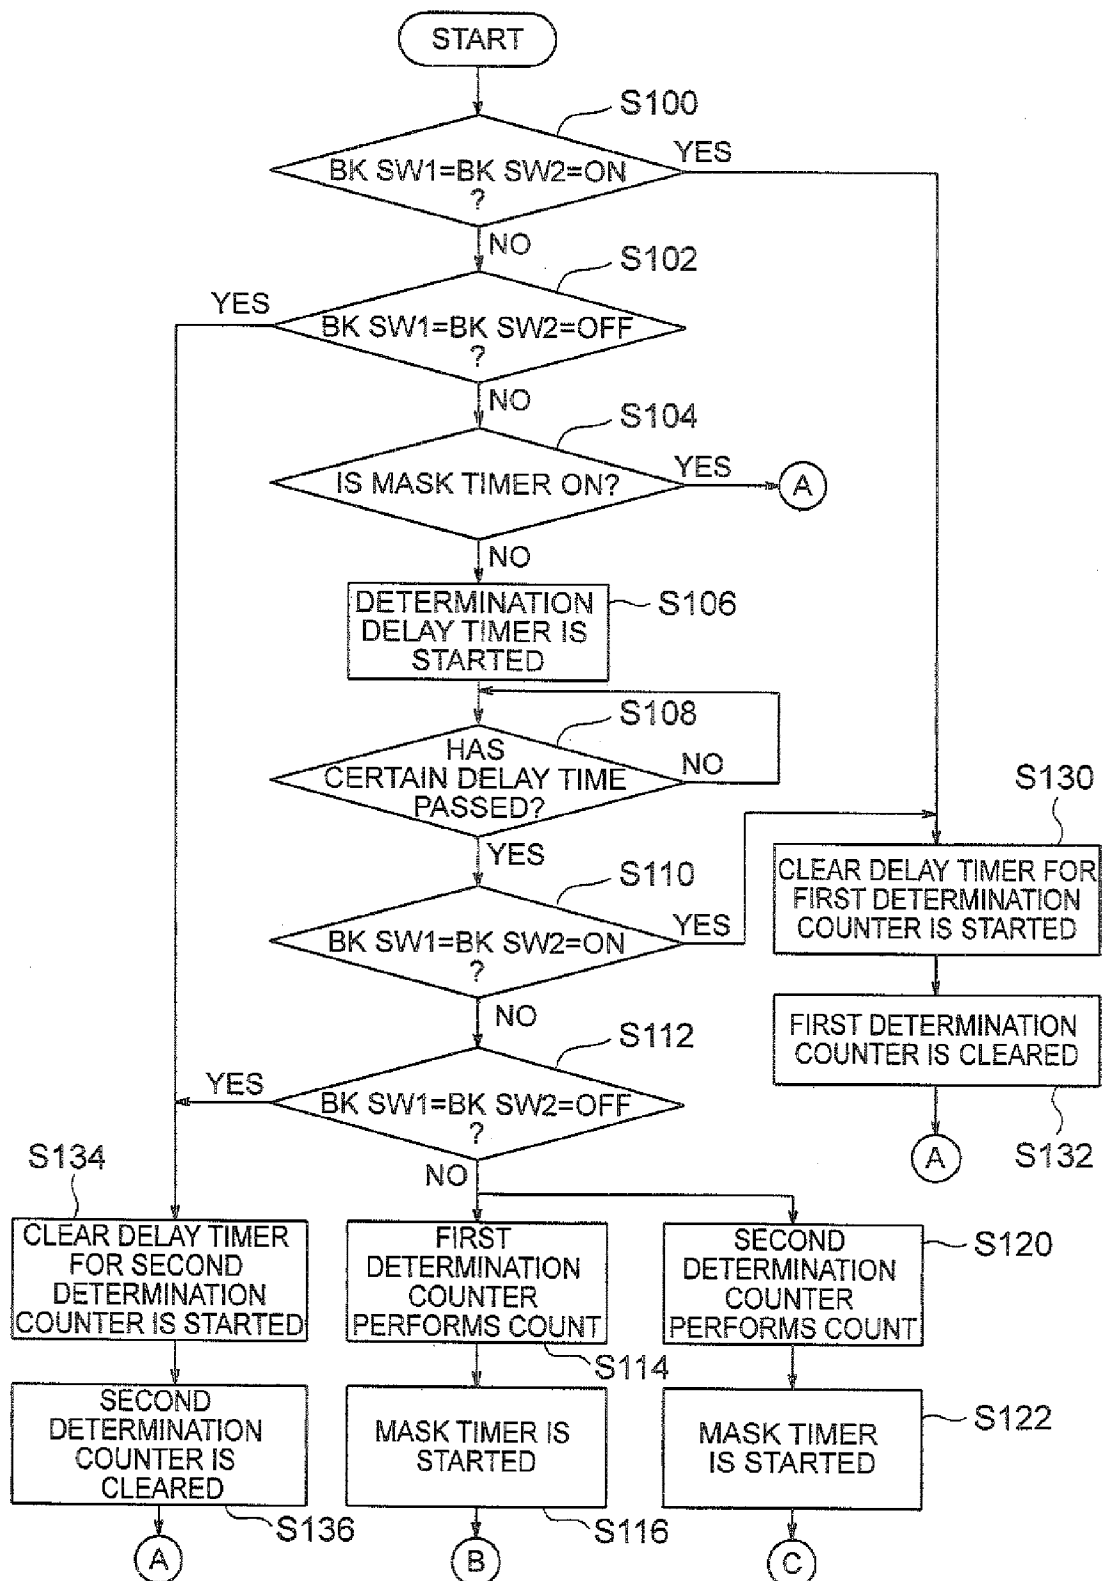 START
S100
BK SW1=BK SW2=ON
?
YES
NO
S102
YES
BK SW1=BK SW2=OFF
?
NO
S104
IS MASK TIMER ON?
YES
A
NO
DETERMINATION
DELAY TIMER IS
STARTED
S106
S108
HAS
CERTAIN DELAY TIME
PASSED?
NO
YES
S110
BK SW1=BK SW2=ON
?
YES
NO
S130
CLEAR DELAY TIMER FOR
FIRST DETERMINATION
COUNTER IS STARTED
FIRST DETERMINATION
COUNTER IS CLEARED
S132
A
S112
YES
BK SW1=BK SW2=OFF
?
NO
S134
CLEAR DELAY TIMER
FOR SECOND
DETERMINATION
COUNTER IS STARTED
FIRST
DETERMINATION
COUNTER
PERFORMS COUNT
S114
SECOND
DETERMINATION
COUNTER
PERFORMS COUNT
S120
SECOND
DETERMINATION
COUNTER IS
CLEARED
S136
MASK TIMER IS
STARTED
S116
MASK TIMER
IS STARTED
S122
A
B
C